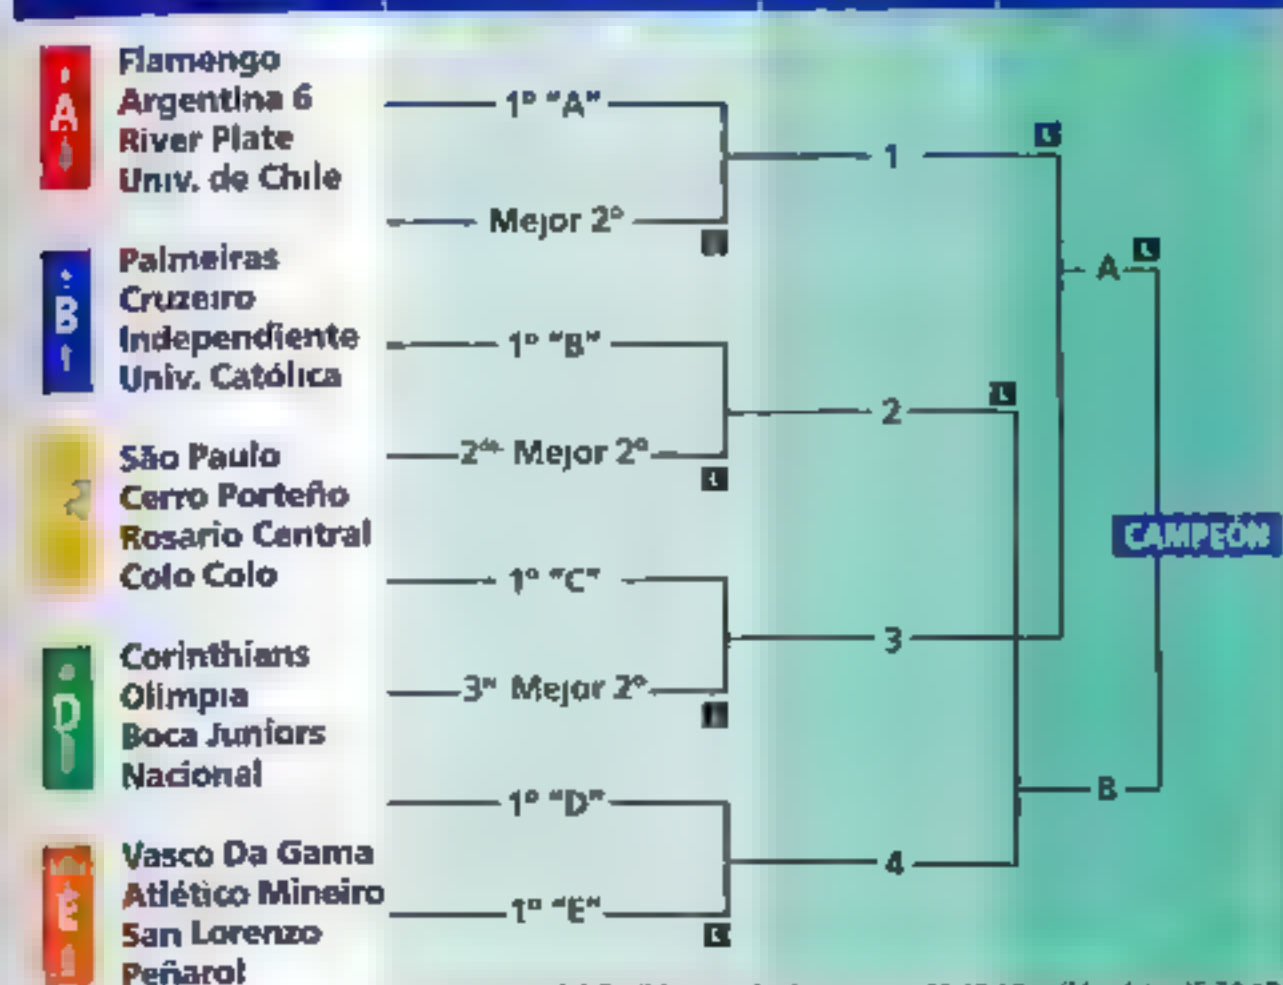 A
Flamengo
Argentina 6
River Plate
Univ. de Chile
B
Palmeiras
Cruzeiro
Independiente
Univ. Católica
São Paulo
Cerro Porteño
Rosario Central
Colo Colo
D
Corinthians
Olimpia
Boca Juniors
Nacional
E
Vasco Da Gama
Atlético Mineiro
San Lorenzo
Peñarol
1º "A"
Mejor 2º
1º "B"
Mejor 2º
1º "C"
Mejor 2º
1º "D"
1º "E"
1
2
3
4
A
B
CAMPEÓN